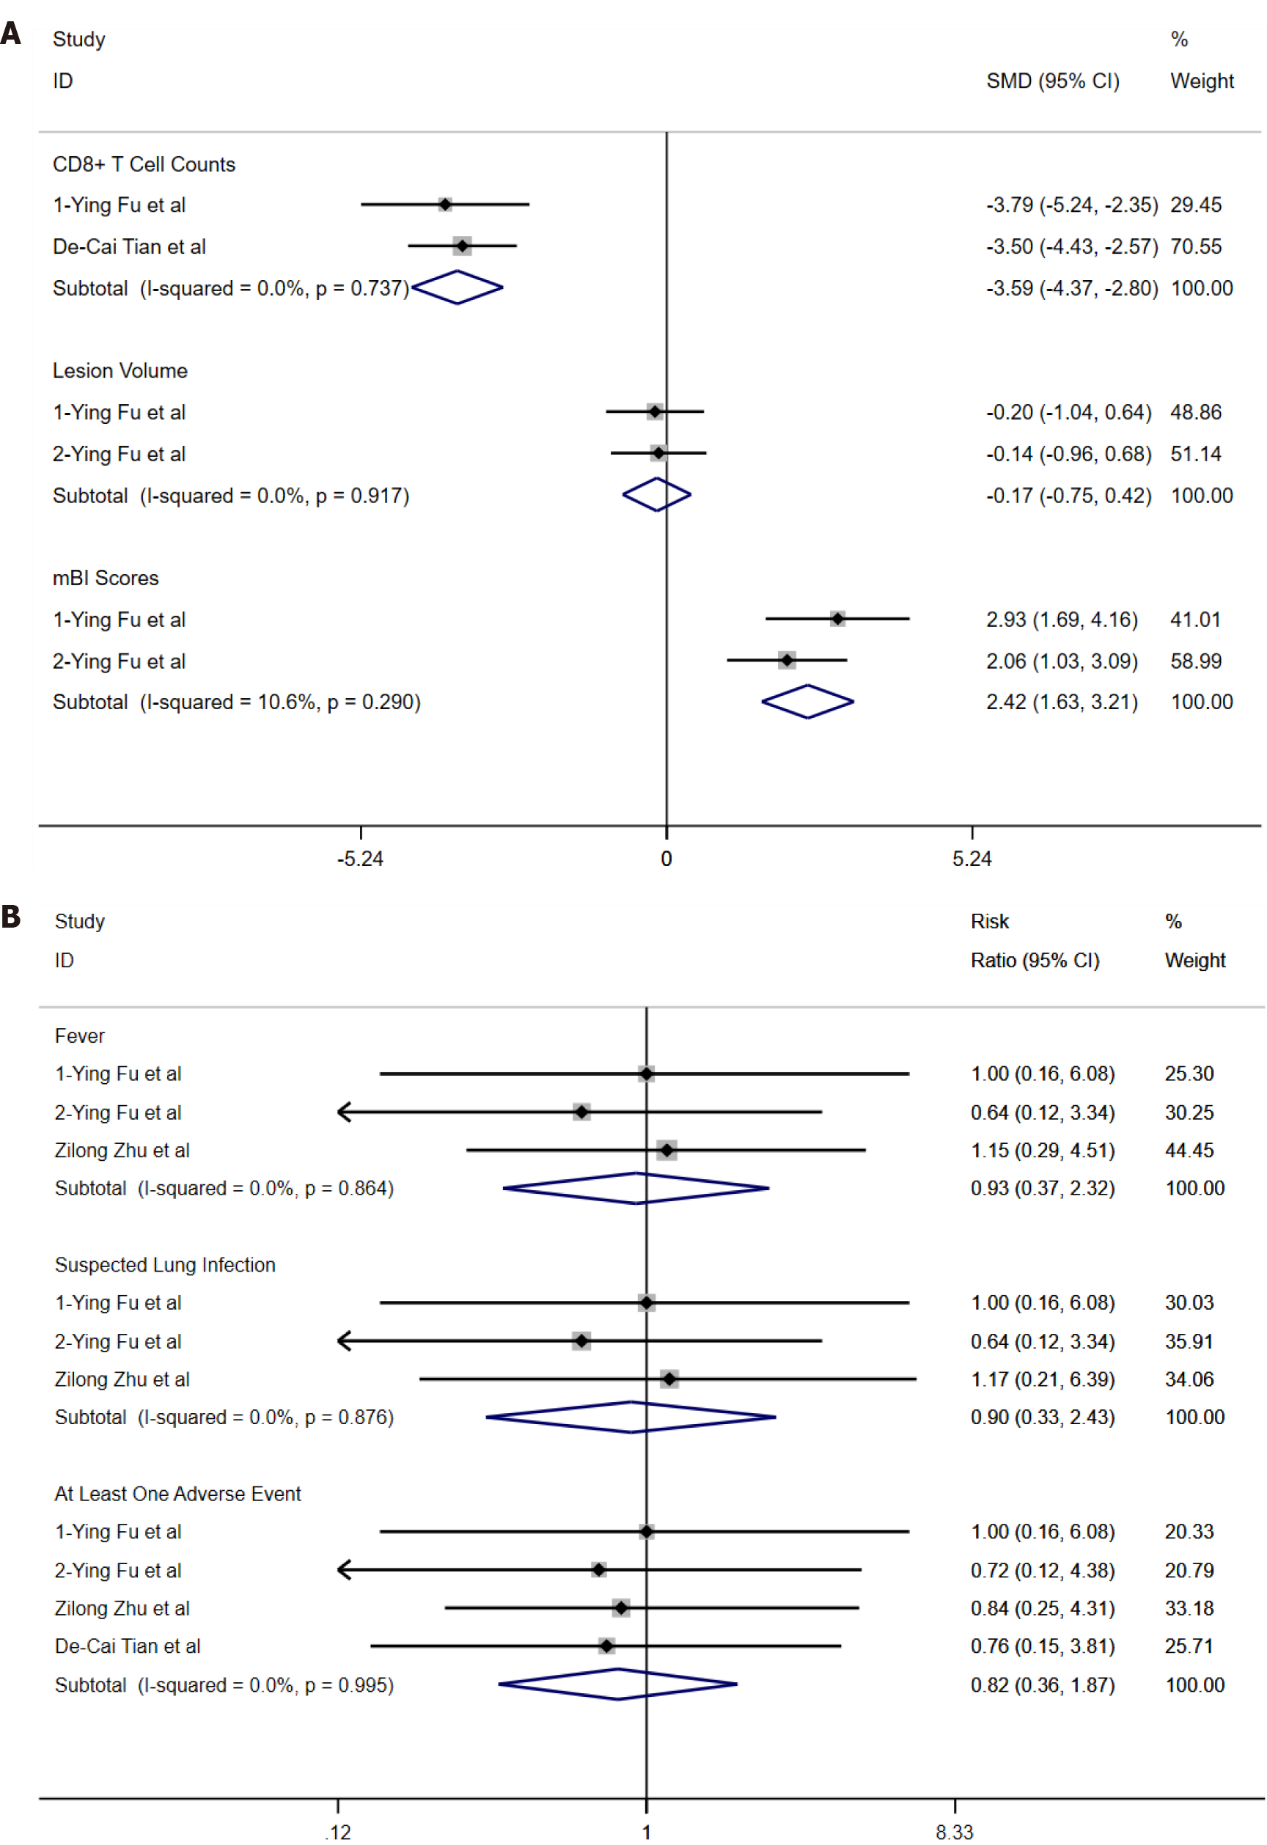 A
Study %
ID SMD (95% CI) Weight
CD8+ T Cell Counts
1-Ying Fu et al -3.79 (-5.24, -2.35) 29.45
De-Cai Tian et al -3.50 (-4.43, -2.57) 70.55
Subtotal (I-squared = 0.0%, p = 0.737) -3.59 (-4.37, -2.80) 100.00
Lesion Volume
1-Ying Fu et al -0.20 (-1.04, 0.64) 48.86
2-Ying Fu et al -0.14 (-0.96, 0.68) 51.14
Subtotal (I-squared = 0.0%, p = 0.917) -0.17 (-0.75, 0.42) 100.00
mBI Scores
1-Ying Fu et al 2.93 (1.69, 4.16) 41.01
2-Ying Fu et al 2.06 (1.03, 3.09) 58.99
Subtotal (I-squared = 10.6%, p = 0.290) 2.42 (1.63, 3.21) 100.00
-5.24 0 5.24
B
Study Risk %
ID Ratio (95% CI) Weight
Fever
1-Ying Fu et al 1.00 (0.16, 6.08) 25.30
2-Ying Fu et al 0.64 (0.12, 3.34) 30.25
Zilong Zhu et al 1.15 (0.29, 4.51) 44.45
Subtotal (I-squared = 0.0%, p = 0.864) 0.93 (0.37, 2.32) 100.00
Suspected Lung Infection
1-Ying Fu et al 1.00 (0.16, 6.08) 30.03
2-Ying Fu et al 0.64 (0.12, 3.34) 35.91
Zilong Zhu et al 1.17 (0.21, 6.39) 34.06
Subtotal (I-squared = 0.0%, p = 0.876) 0.90 (0.33, 2.43) 100.00
At Least One Adverse Event
1-Ying Fu et al 1.00 (0.16, 6.08) 20.33
2-Ying Fu et al 0.72 (0.12, 4.38) 20.79
Zilong Zhu et al 0.84 (0.25, 4.31) 33.18
De-Cai Tian et al 0.76 (0.15, 3.81) 25.71
Subtotal (I-squared = 0.0%, p = 0.995) 0.82 (0.36, 1.87) 100.00
.12 1 8.33